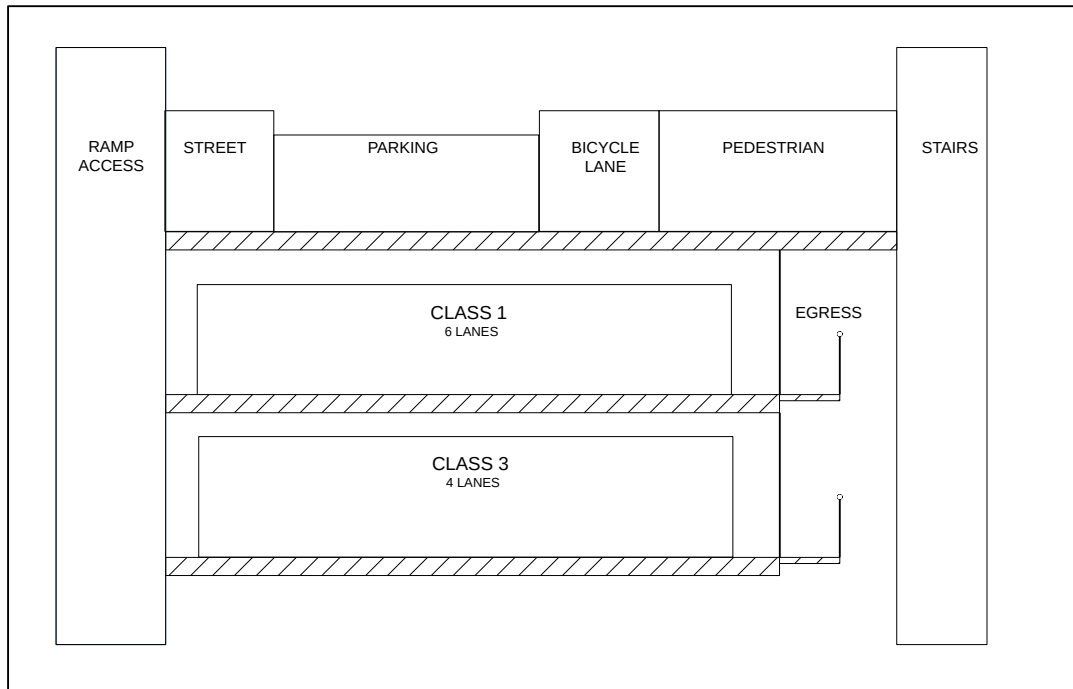 RAMP
ACCESS
STREET
PARKING
BICYCLE
LANE
PEDESTRIAN
STAIRS
CLASS 1
6 LANES
EGRESS
CLASS 3
4 LANES